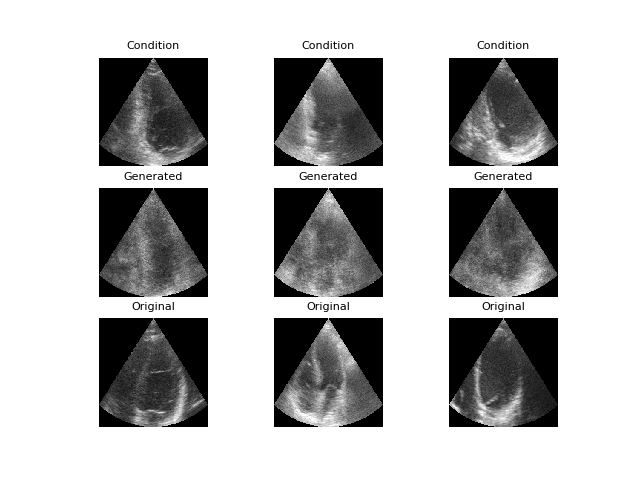 Condition Condition Condition
Generated Generated Generated
Original Original Original